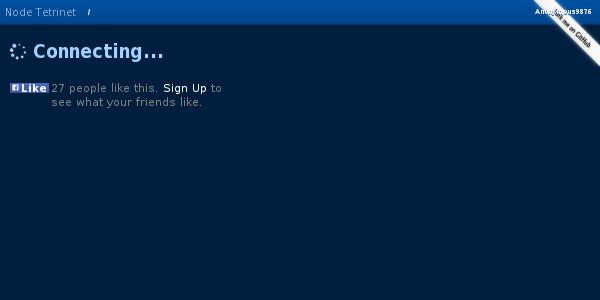 Node Tetrinet /
Anonymous9876
Fork me on GitHub
Connecting...
Like 27 people like this. Sign Up to
see what your friends like.